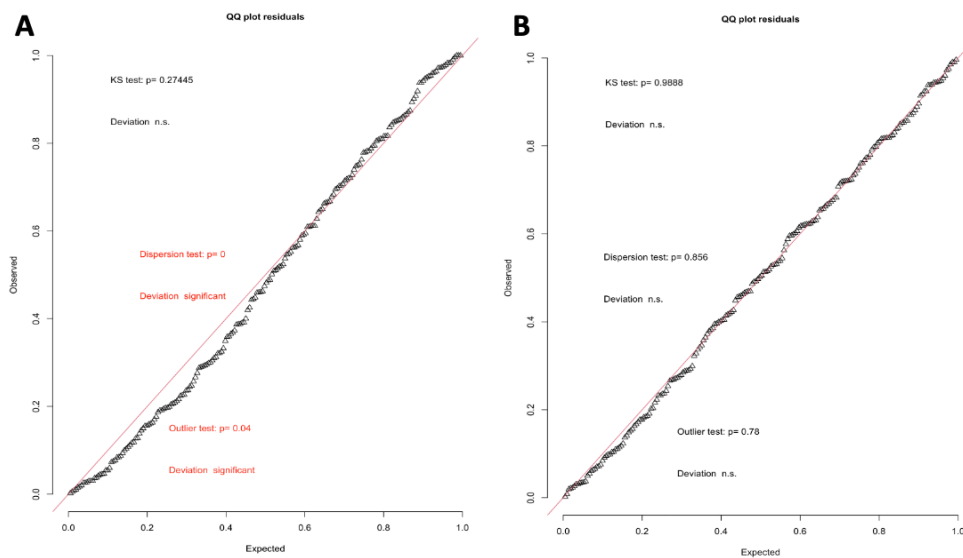 A
QQ plot residuals
KS test: p= 0.27445
Deviation n.s.
Dispersion test: p= 0
Deviation significant
Outlier test: p= 0.04
Deviation significant
Observed
0.0
0.2
0.4
0.6
0.8
1.0
0.0 0.2 0.4 0.6 0.8 1.0
Expected
B
QQ plot residuals
KS test: p= 0.9888
Deviation n.s.
Dispersion test: p= 0.856
Deviation n.s.
Outlier test: p= 0.78
Deviation n.s.
Observed
0.0
0.2
0.4
0.6
0.8
1.0
0.0 0.2 0.4 0.6 0.8 1.0
Expected